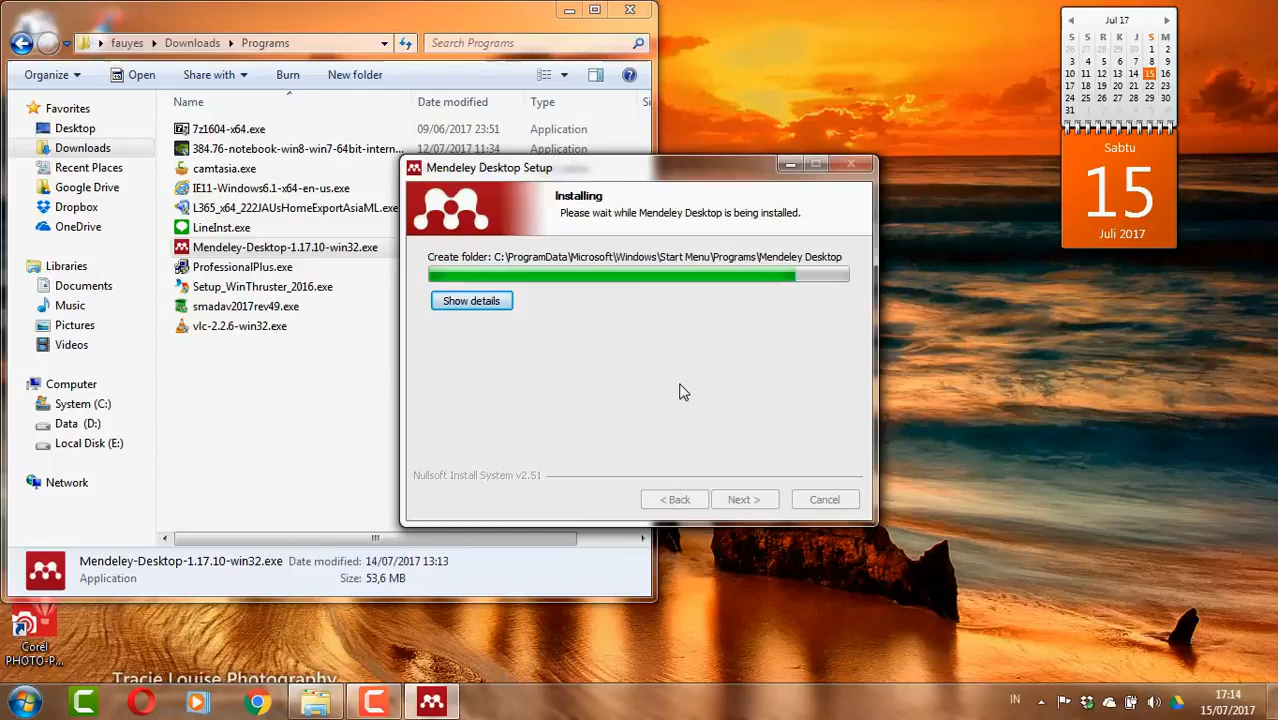 fauyes
Downloads
Programs
Search Programs
Organize
Open
Share with
Burn
New folder
Name
Date modified
Type
Favorites
Desktop
Downloads
Recent Places
Google Drive
Dropbox
OneDrive
Libraries
Documents
Music
Pictures
Videos
Computer
System (C:)
Data (D:)
Local Disk (E:)
Network
7z1604-x64.exe 09/06/2017 23:51 Application
384.76-notebook-win8-win7-64bit-intern... 12/07/2017 11:34 Application
camtasia.exe
IE11-Windows6.1-x64-en-us.exe
L365_x64_222JAUsHomeExportAsiaML.exe
LineInst.exe
Mendeley-Desktop-1.17.10-win32.exe
ProfessionalPlus.exe
Setup_WinThruster_2016.exe
smadav2017rev49.exe
vlc-2.2.6-win32.exe
Mendeley-Desktop-1.17.10-win32.exe Date modified: 14/07/2017 13:13
Application Size: 53,6 MB
Mendeley Desktop Setup
Installing
Please wait while Mendeley Desktop is being installed.
Create folder: C:\ProgramData\Microsoft\Windows\Start Menu\Programs\Mendeley Desktop
Show details
Nullsoft Install System v2.51
< Back
Next >
Cancel
Jul 17
S S R K J S M
26 27 28 29 30 1 2
3 4 5 6 7 8 9
10 11 12 13 14 15 16
17 18 19 20 21 22 23
24 25 26 27 28 29 30
31
Sabtu
15
Juli 2017
Corel
PHOTO-P...
Tracie Louise Photography
IN
17:14
15/07/2017